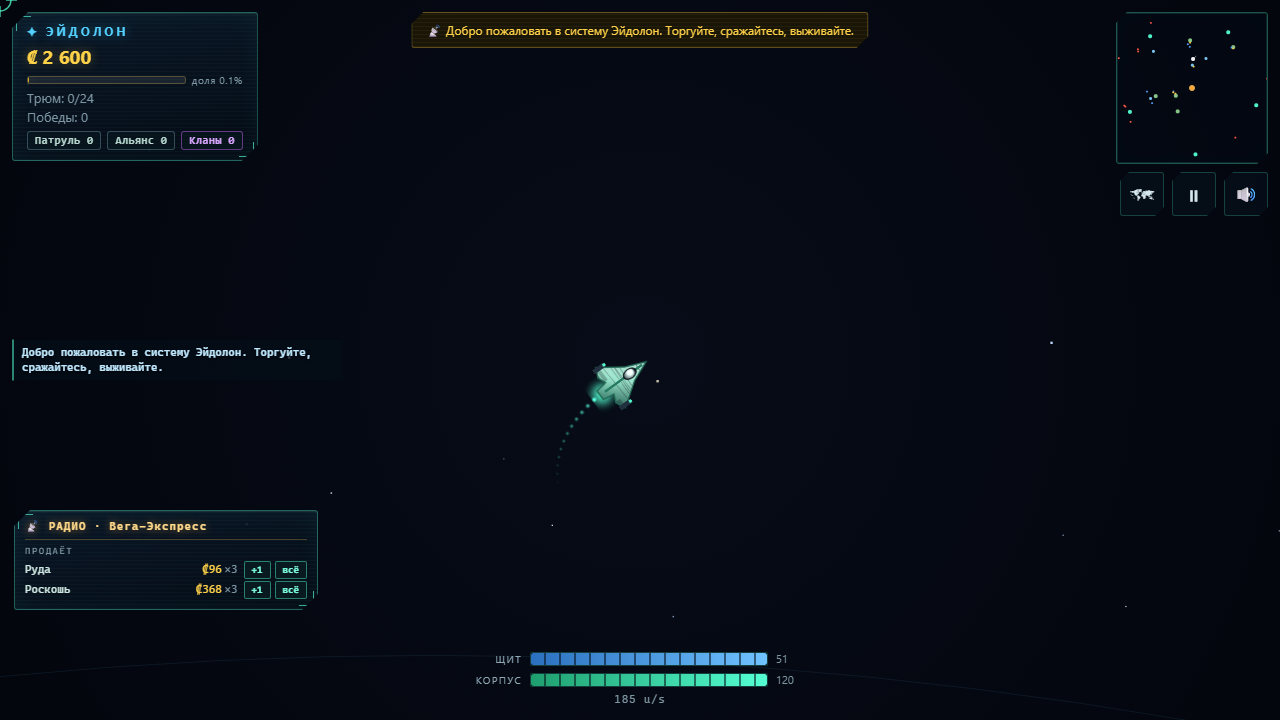 ЭЙДОЛОН
₡ 2 600
доля 0.1%
Трюм: 0/24
Победы: 0
Патруль 0 Альянс 0 Кланы 0
Добро пожаловать в систему Эйдолон. Торгуйте, сражайтесь, выживайте.
Добро пожаловать в систему Эйдолон. Торгуйте,
сражайтесь, выживайте.
РАДИО · Вега-Экспресс
ПРОДАЁТ
Руда ₡96 ×3 +1 всё
Роскошь ₡368 ×3 +1 всё
ЩИТ 51
КОРПУС 120
185 u/s